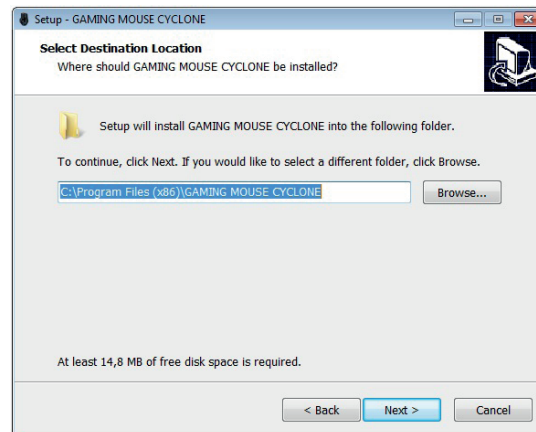 Setup - GAMING MOUSE CYCLONE
Select Destination Location
Where should GAMING MOUSE CYCLONE be installed?
Setup will install GAMING MOUSE CYCLONE into the following folder.
To continue, click Next. If you would like to select a different folder, click Browse.
C:\Program Files (x86)\GAMING MOUSE CYCLONE
Browse...
At least 14,8 MB of free disk space is required.
< Back
Next >
Cancel